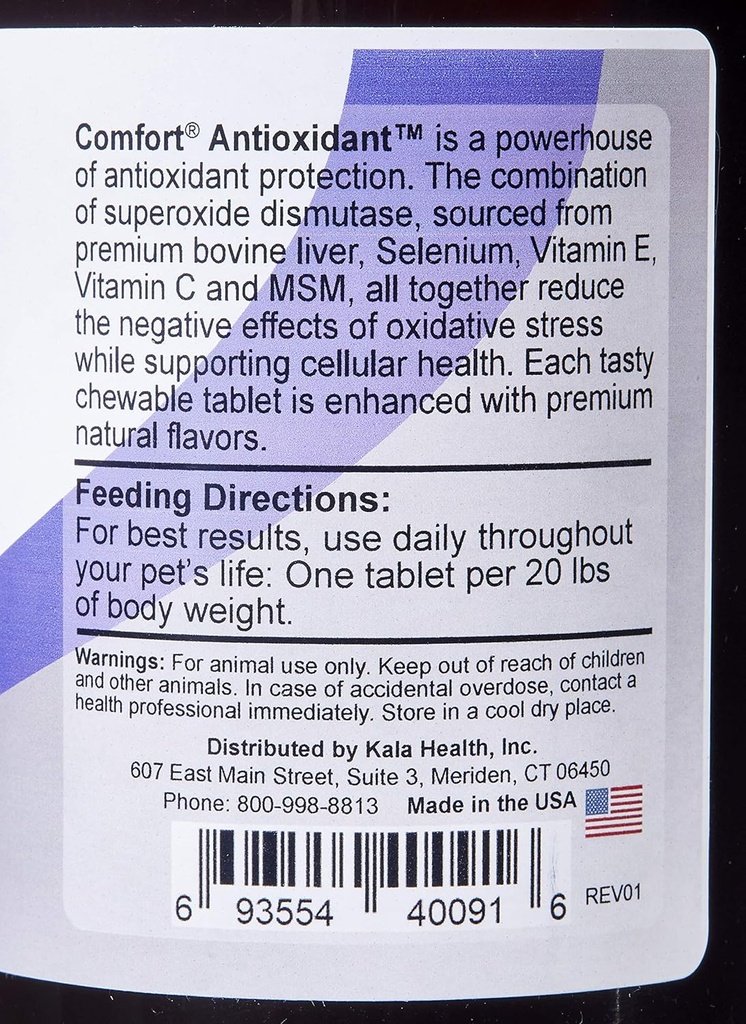 Comfort® Antioxidant™ is a powerhouse
of antioxidant protection. The combination
of superoxide dismutase, sourced from
premium bovine liver, Selenium, Vitamin E,
Vitamin C and MSM, all together reduce
the negative effects of oxidative stress
while supporting cellular health. Each tasty
chewable tablet is enhanced with premium
natural flavors.
Feeding Directions:
For best results, use daily throughout
your pet's life: One tablet per 20 lbs
of body weight.
Warnings: For animal use only. Keep out of reach of children
and other animals. In case of accidental overdose, contact a
health professional immediately. Store in a cool dry place.
Distributed by Kala Health, Inc.
607 East Main Street, Suite 3, Meriden, CT 06450
Phone: 800-998-8813 Made in the USA
6 93554 40091 6 REV01